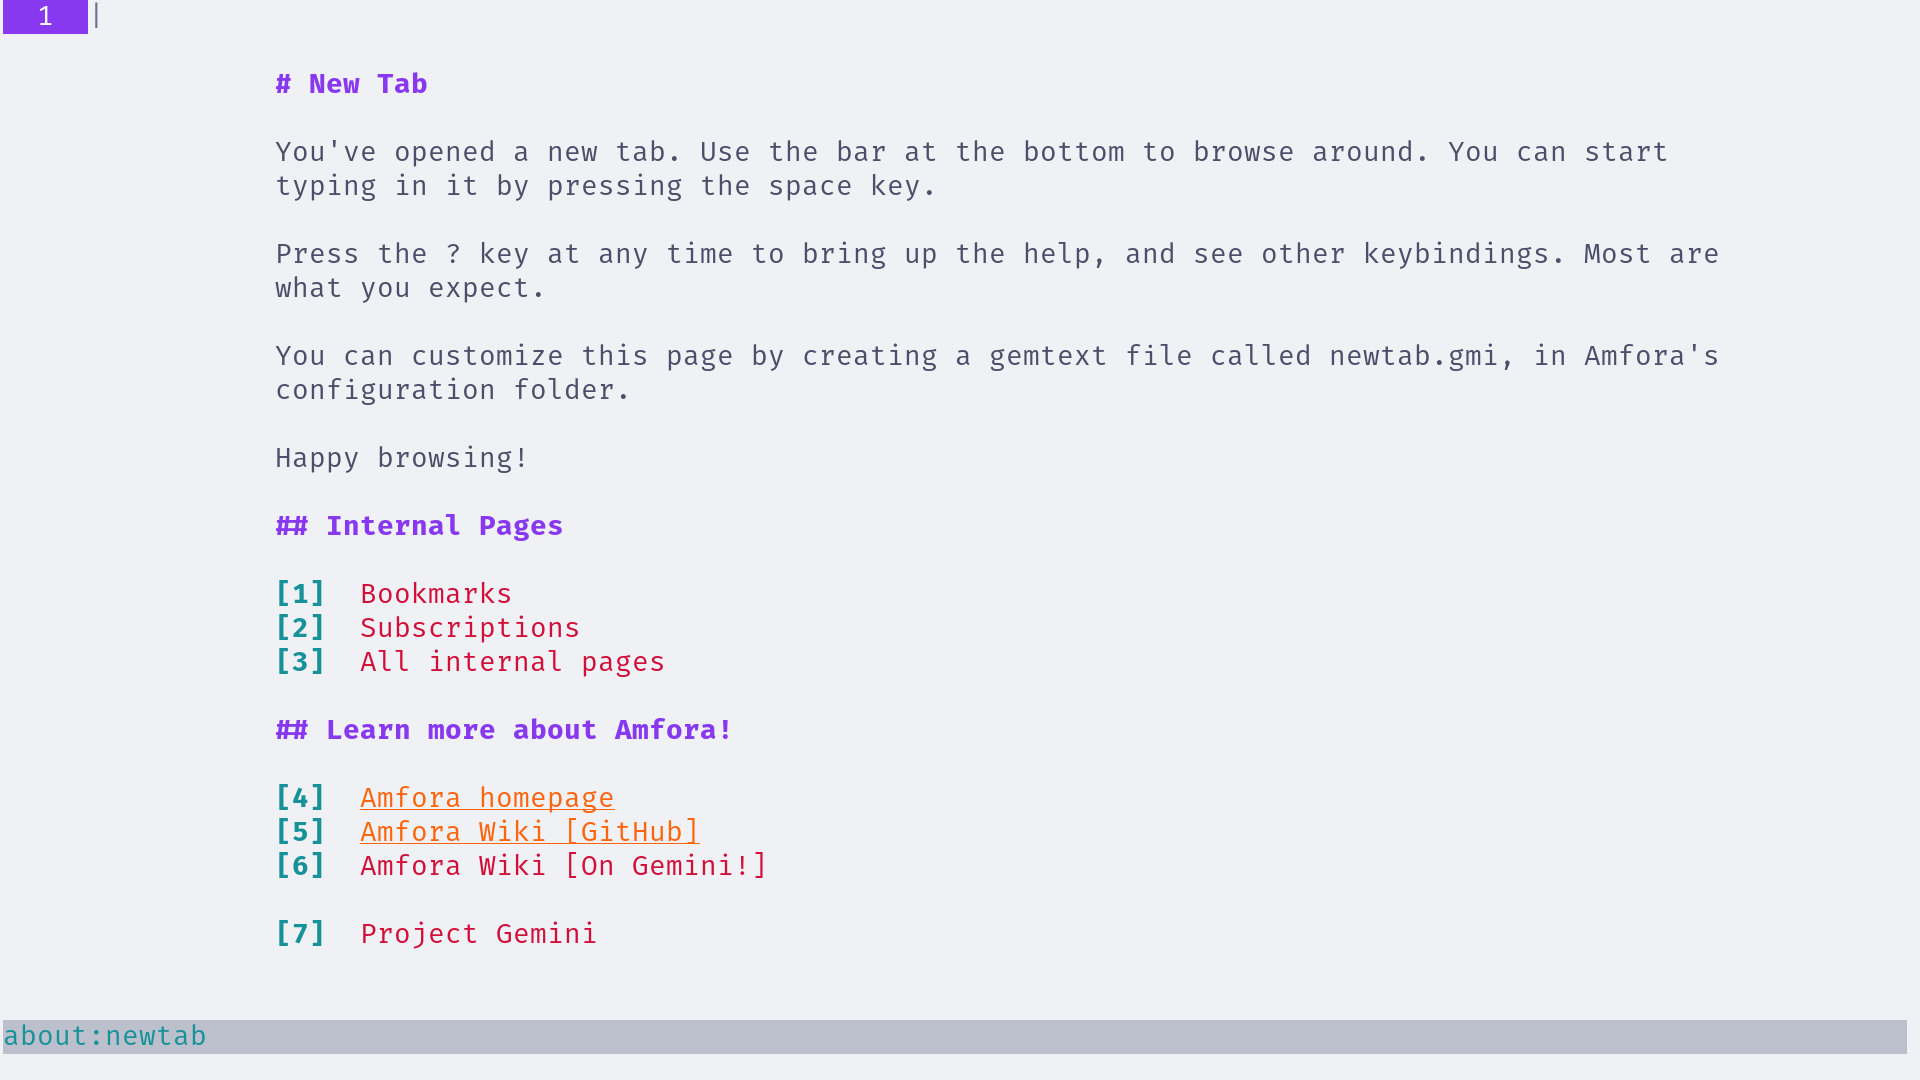 1
# New Tab
You've opened a new tab. Use the bar at the bottom to browse around. You can start
typing in it by pressing the space key.
Press the ? key at any time to bring up the help, and see other keybindings. Most are
what you expect.
You can customize this page by creating a gemtext file called newtab.gmi, in Amfora's
configuration folder.
Happy browsing!
## Internal Pages
[1]  Bookmarks
[2]  Subscriptions
[3]  All internal pages
## Learn more about Amfora!
[4]  Amfora homepage
[5]  Amfora Wiki [GitHub]
[6]  Amfora Wiki [On Gemini!]
[7]  Project Gemini
about:newtab